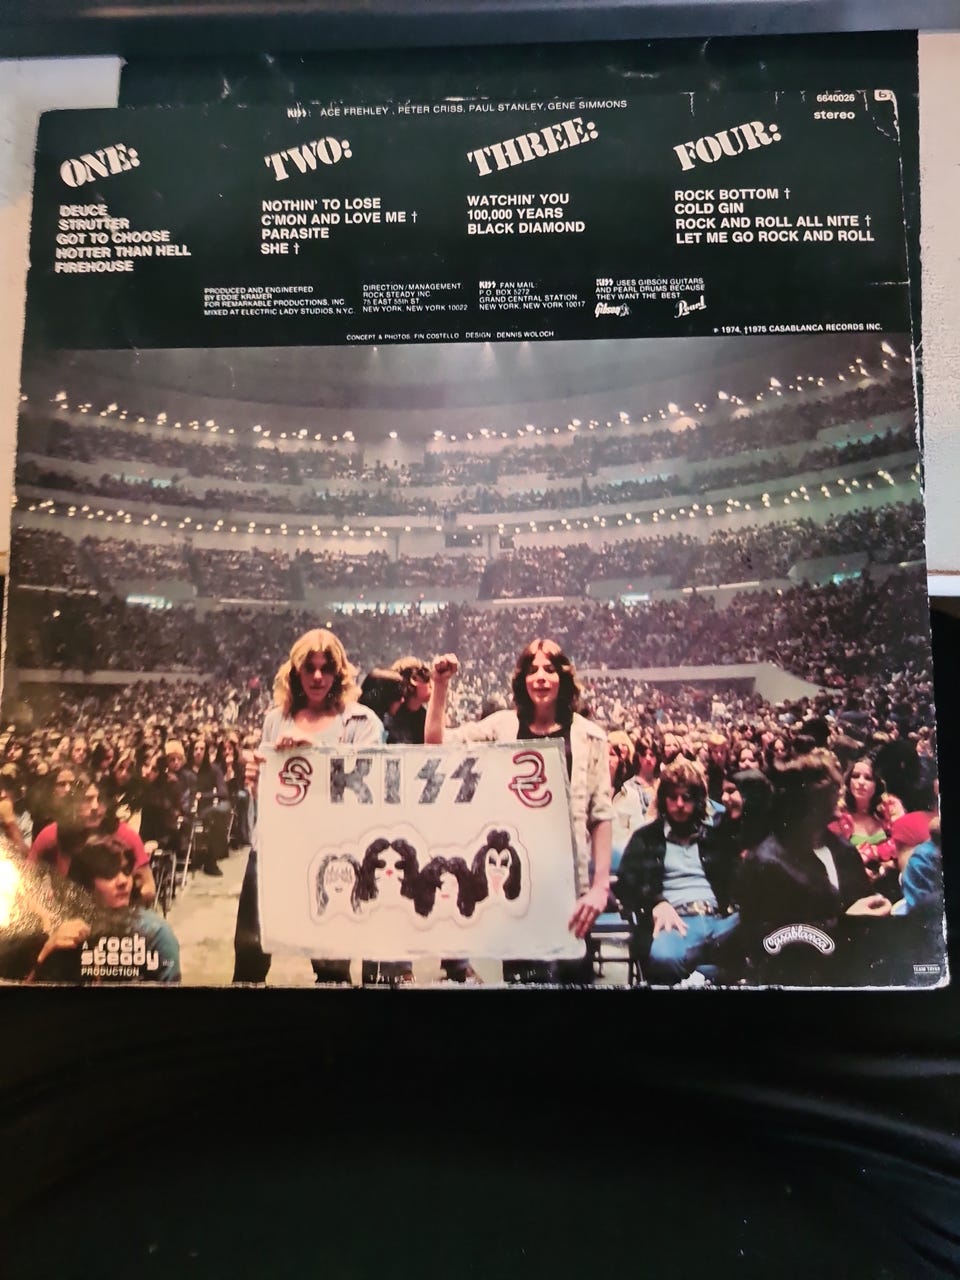 KISS: ACE FREHLEY, PETER CRISS, PAUL STANLEY, GENE SIMMONS
6640026
stereo
ONE:
DEUCE
STRUTTER
GOT TO CHOOSE
HOTTER THAN HELL
FIREHOUSE
TWO:
NOTHIN' TO LOSE
C'MON AND LOVE ME †
PARASITE
SHE †
THREE:
WATCHIN' YOU
100,000 YEARS
BLACK DIAMOND
FOUR:
ROCK BOTTOM †
COLD GIN
ROCK AND ROLL ALL NITE †
LET ME GO ROCK AND ROLL
PRODUCED AND ENGINEERED
BY EDDIE KRAMER
FOR REMARKABLE PRODUCTIONS, INC.
MIXED AT ELECTRIC LADY STUDIOS, N.Y.C.
DIRECTION/MANAGEMENT:
ROCK STEADY INC.
75 EAST 55th ST
NEW YORK, NEW YORK 10022
KISS FAN MAIL:
P.O. BOX 5272
GRAND CENTRAL STATION
NEW YORK, NEW YORK 10017
KISS USES GIBSON GUITARS
AND PEARL DRUMS BECAUSE
THEY WANT THE BEST.
Gibson
Pearl
CONCEPT & PHOTOS: FIN COSTELLO DESIGN: DENNIS WOLOCH
℗ 1974, †1975 CASABLANCA RECORDS INC.
KISS
A
rock
steady
PRODUCTION
Casablanca